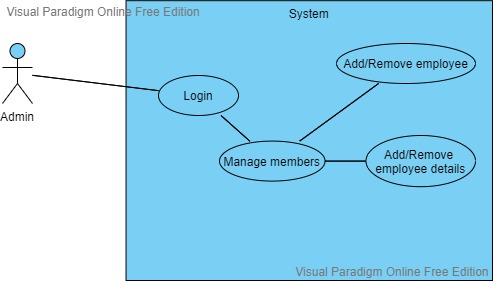 Visual Paradigm Online Free Edition
System
Admin
Login
Add/Remove employee
Manage members
Add/Remove
employee details
Visual Paradigm Online Free Edition